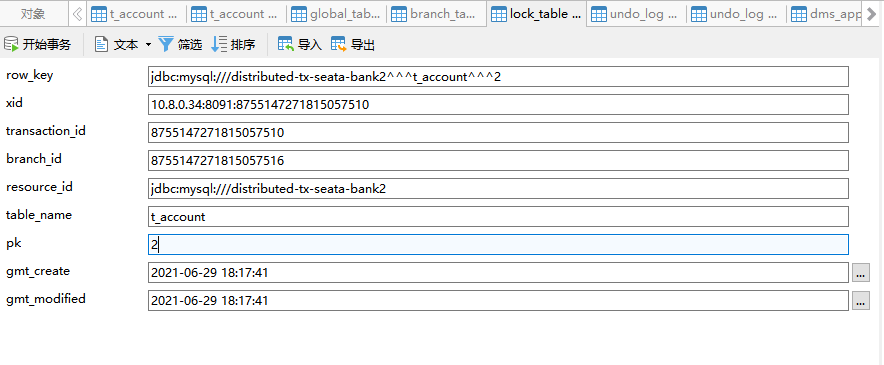 对象 t_account ... t_account ... global_tab... branch_ta... lock_table ... undo_log ... undo_log ... dms_app
开始事务 文本 筛选 排序 导入 导出
row_key jdbc:mysql:///distributed-tx-seata-bank2^^^t_account^^^2
xid 10.8.0.34:8091:8755147271815057510
transaction_id 8755147271815057510
branch_id 8755147271815057516
resource_id jdbc:mysql:///distributed-tx-seata-bank2
table_name t_account
pk 2
gmt_create 2021-06-29 18:17:41 ...
gmt_modified 2021-06-29 18:17:41 ...